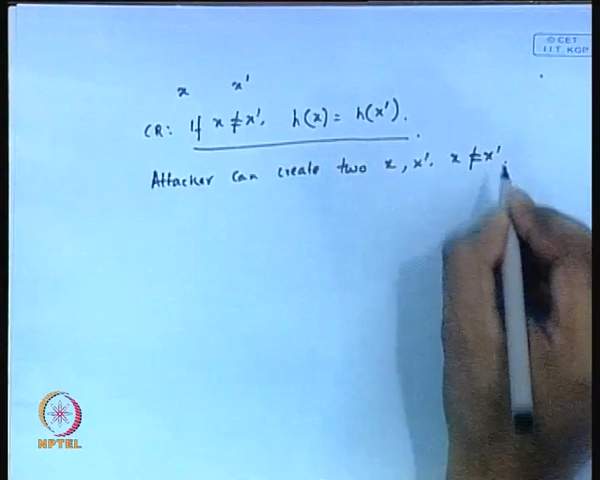 © CET
I.I.T. KGP
x x'
CR: If x ≠ x', h(x) = h(x').
Attacker can create two x, x'. x ≠ x'.
NPTEL